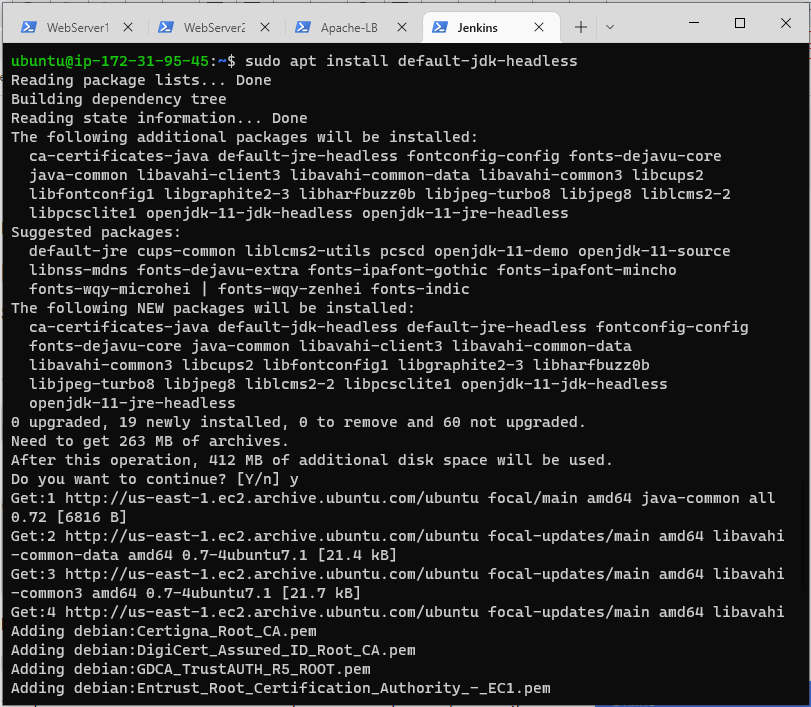 WebServer1
WebServer2
Apache-LB
Jenkins
ubuntu@ip-172-31-95-45:~$ sudo apt install default-jdk-headless
Reading package lists... Done
Building dependency tree
Reading state information... Done
The following additional packages will be installed:
ca-certificates-java default-jre-headless fontconfig-config fonts-dejavu-core
java-common libavahi-client3 libavahi-common-data libavahi-common3 libcups2
libfontconfig1 libgraphite2-3 libharfbuzz0b libjpeg-turbo8 libjpeg8 liblcms2-2
libpcsclite1 openjdk-11-jdk-headless openjdk-11-jre-headless
Suggested packages:
default-jre cups-common liblcms2-utils pcscd openjdk-11-demo openjdk-11-source
libnss-mdns fonts-dejavu-extra fonts-ipafont-gothic fonts-ipafont-mincho
fonts-wqy-microhei | fonts-wqy-zenhei fonts-indic
The following NEW packages will be installed:
ca-certificates-java default-jdk-headless default-jre-headless fontconfig-config
fonts-dejavu-core java-common libavahi-client3 libavahi-common-data
libavahi-common3 libcups2 libfontconfig1 libgraphite2-3 libharfbuzz0b
libjpeg-turbo8 libjpeg8 liblcms2-2 libpcsclite1 openjdk-11-jdk-headless
openjdk-11-jre-headless
0 upgraded, 19 newly installed, 0 to remove and 60 not upgraded.
Need to get 263 MB of archives.
After this operation, 412 MB of additional disk space will be used.
Do you want to continue? [Y/n] y
Get:1 http://us-east-1.ec2.archive.ubuntu.com/ubuntu focal/main amd64 java-common all
0.72 [6816 B]
Get:2 http://us-east-1.ec2.archive.ubuntu.com/ubuntu focal-updates/main amd64 libavahi
-common-data amd64 0.7-4ubuntu7.1 [21.4 kB]
Get:3 http://us-east-1.ec2.archive.ubuntu.com/ubuntu focal-updates/main amd64 libavahi
-common3 amd64 0.7-4ubuntu7.1 [21.7 kB]
Get:4 http://us-east-1.ec2.archive.ubuntu.com/ubuntu focal-updates/main amd64 libavahi
Adding debian:Certigna_Root_CA.pem
Adding debian:DigiCert_Assured_ID_Root_CA.pem
Adding debian:GDCA_TrustAUTH_R5_ROOT.pem
Adding debian:Entrust_Root_Certification_Authority_-_EC1.pem